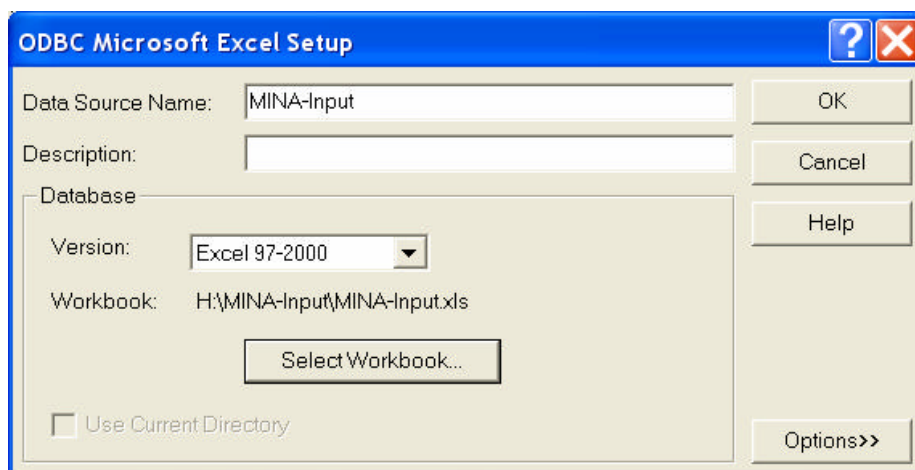 ODBC Microsoft Excel Setup
Data Source Name: MINA-Input
OK
Description:
Cancel
Database
Help
Version: Excel 97-2000
Workbook: H:\MINA-Input\MINA-Input.xls
Select Workbook...
Use Current Directory
Options>>